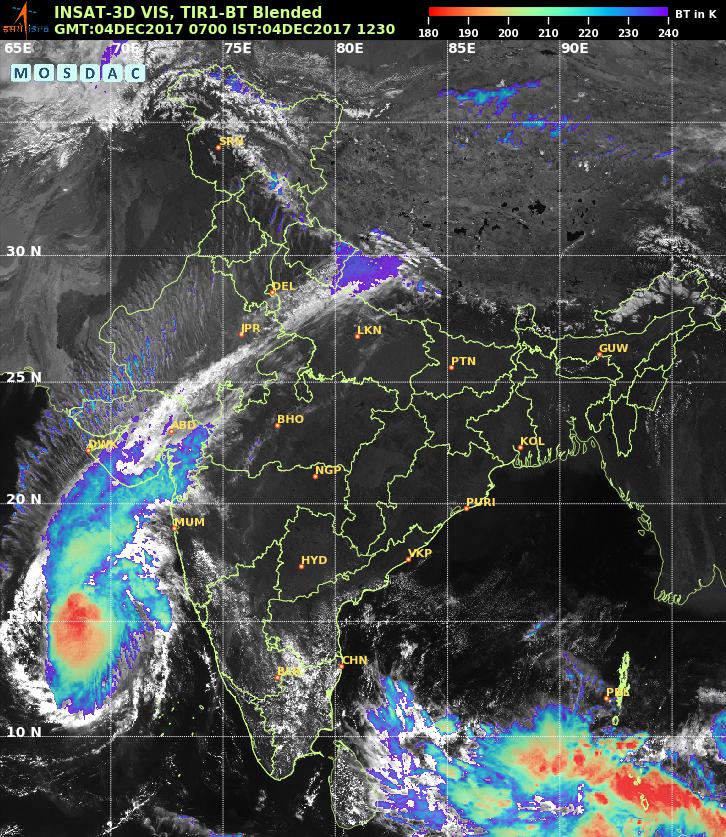 INSAT-3D VIS, TIR1-BT Blended
GMT:04DEC2017 0700 IST:04DEC2017 1230
BT in K
180 190 200 210 220 230 240
65E 70E 75E 80E 85E 90E
MOSDAC
SRN
30 N
DEL
JPR
LKN
GUW
PTN
25 N
ABD
BHO
DWK
KOL
NGP
20 N
PURI
MUM
VKP
HYD
15 N
CHN
10 N